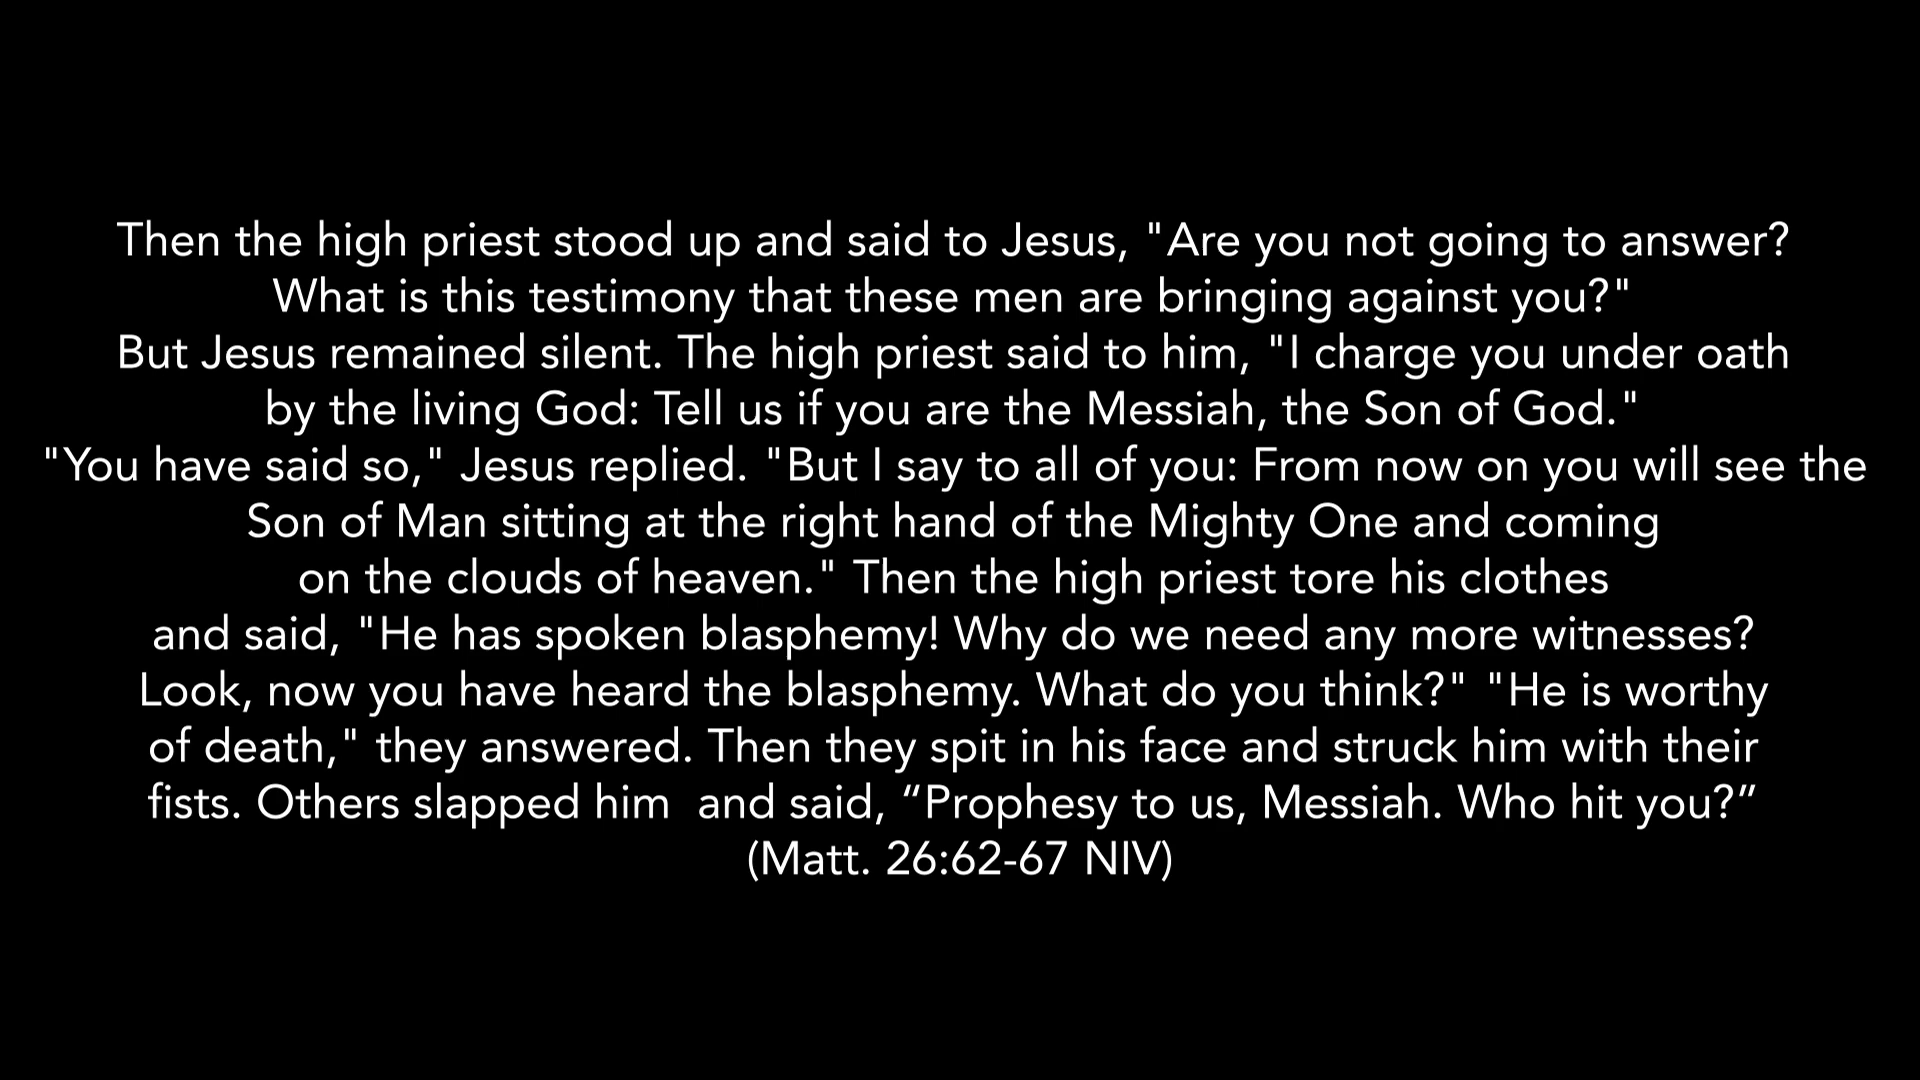 Then the high priest stood up and said to Jesus, "Are you not going to answer?
What is this testimony that these men are bringing against you?"
But Jesus remained silent. The high priest said to him, "I charge you under oath
by the living God: Tell us if you are the Messiah, the Son of God."
"You have said so," Jesus replied. "But I say to all of you: From now on you will see the
Son of Man sitting at the right hand of the Mighty One and coming
on the clouds of heaven." Then the high priest tore his clothes
and said, "He has spoken blasphemy! Why do we need any more witnesses?
Look, now you have heard the blasphemy. What do you think?" "He is worthy
of death," they answered. Then they spit in his face and struck him with their
fists. Others slapped him  and said, “Prophesy to us, Messiah. Who hit you?”
(Matt. 26:62-67 NIV)